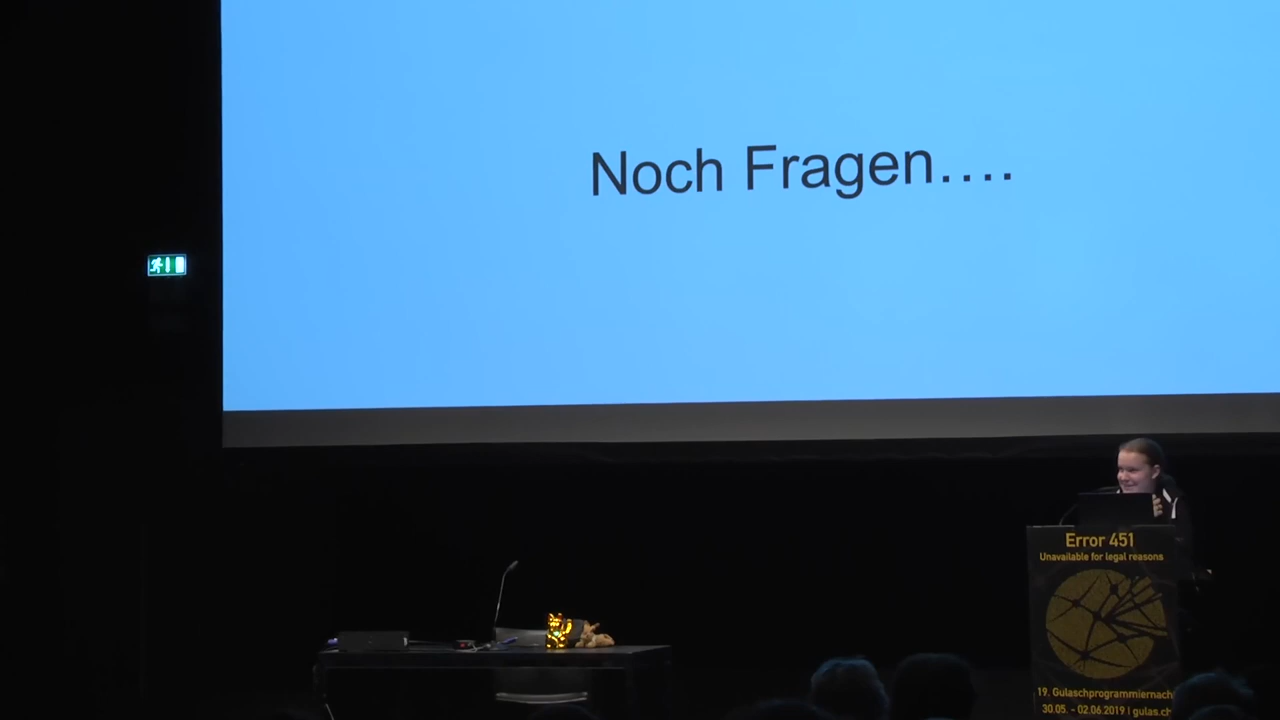 Noch Fragen....
Error 451
Unavailable for legal reasons
19. Gulaschprogrammiernach
30.05. - 02.06.2019 | gulas.ch